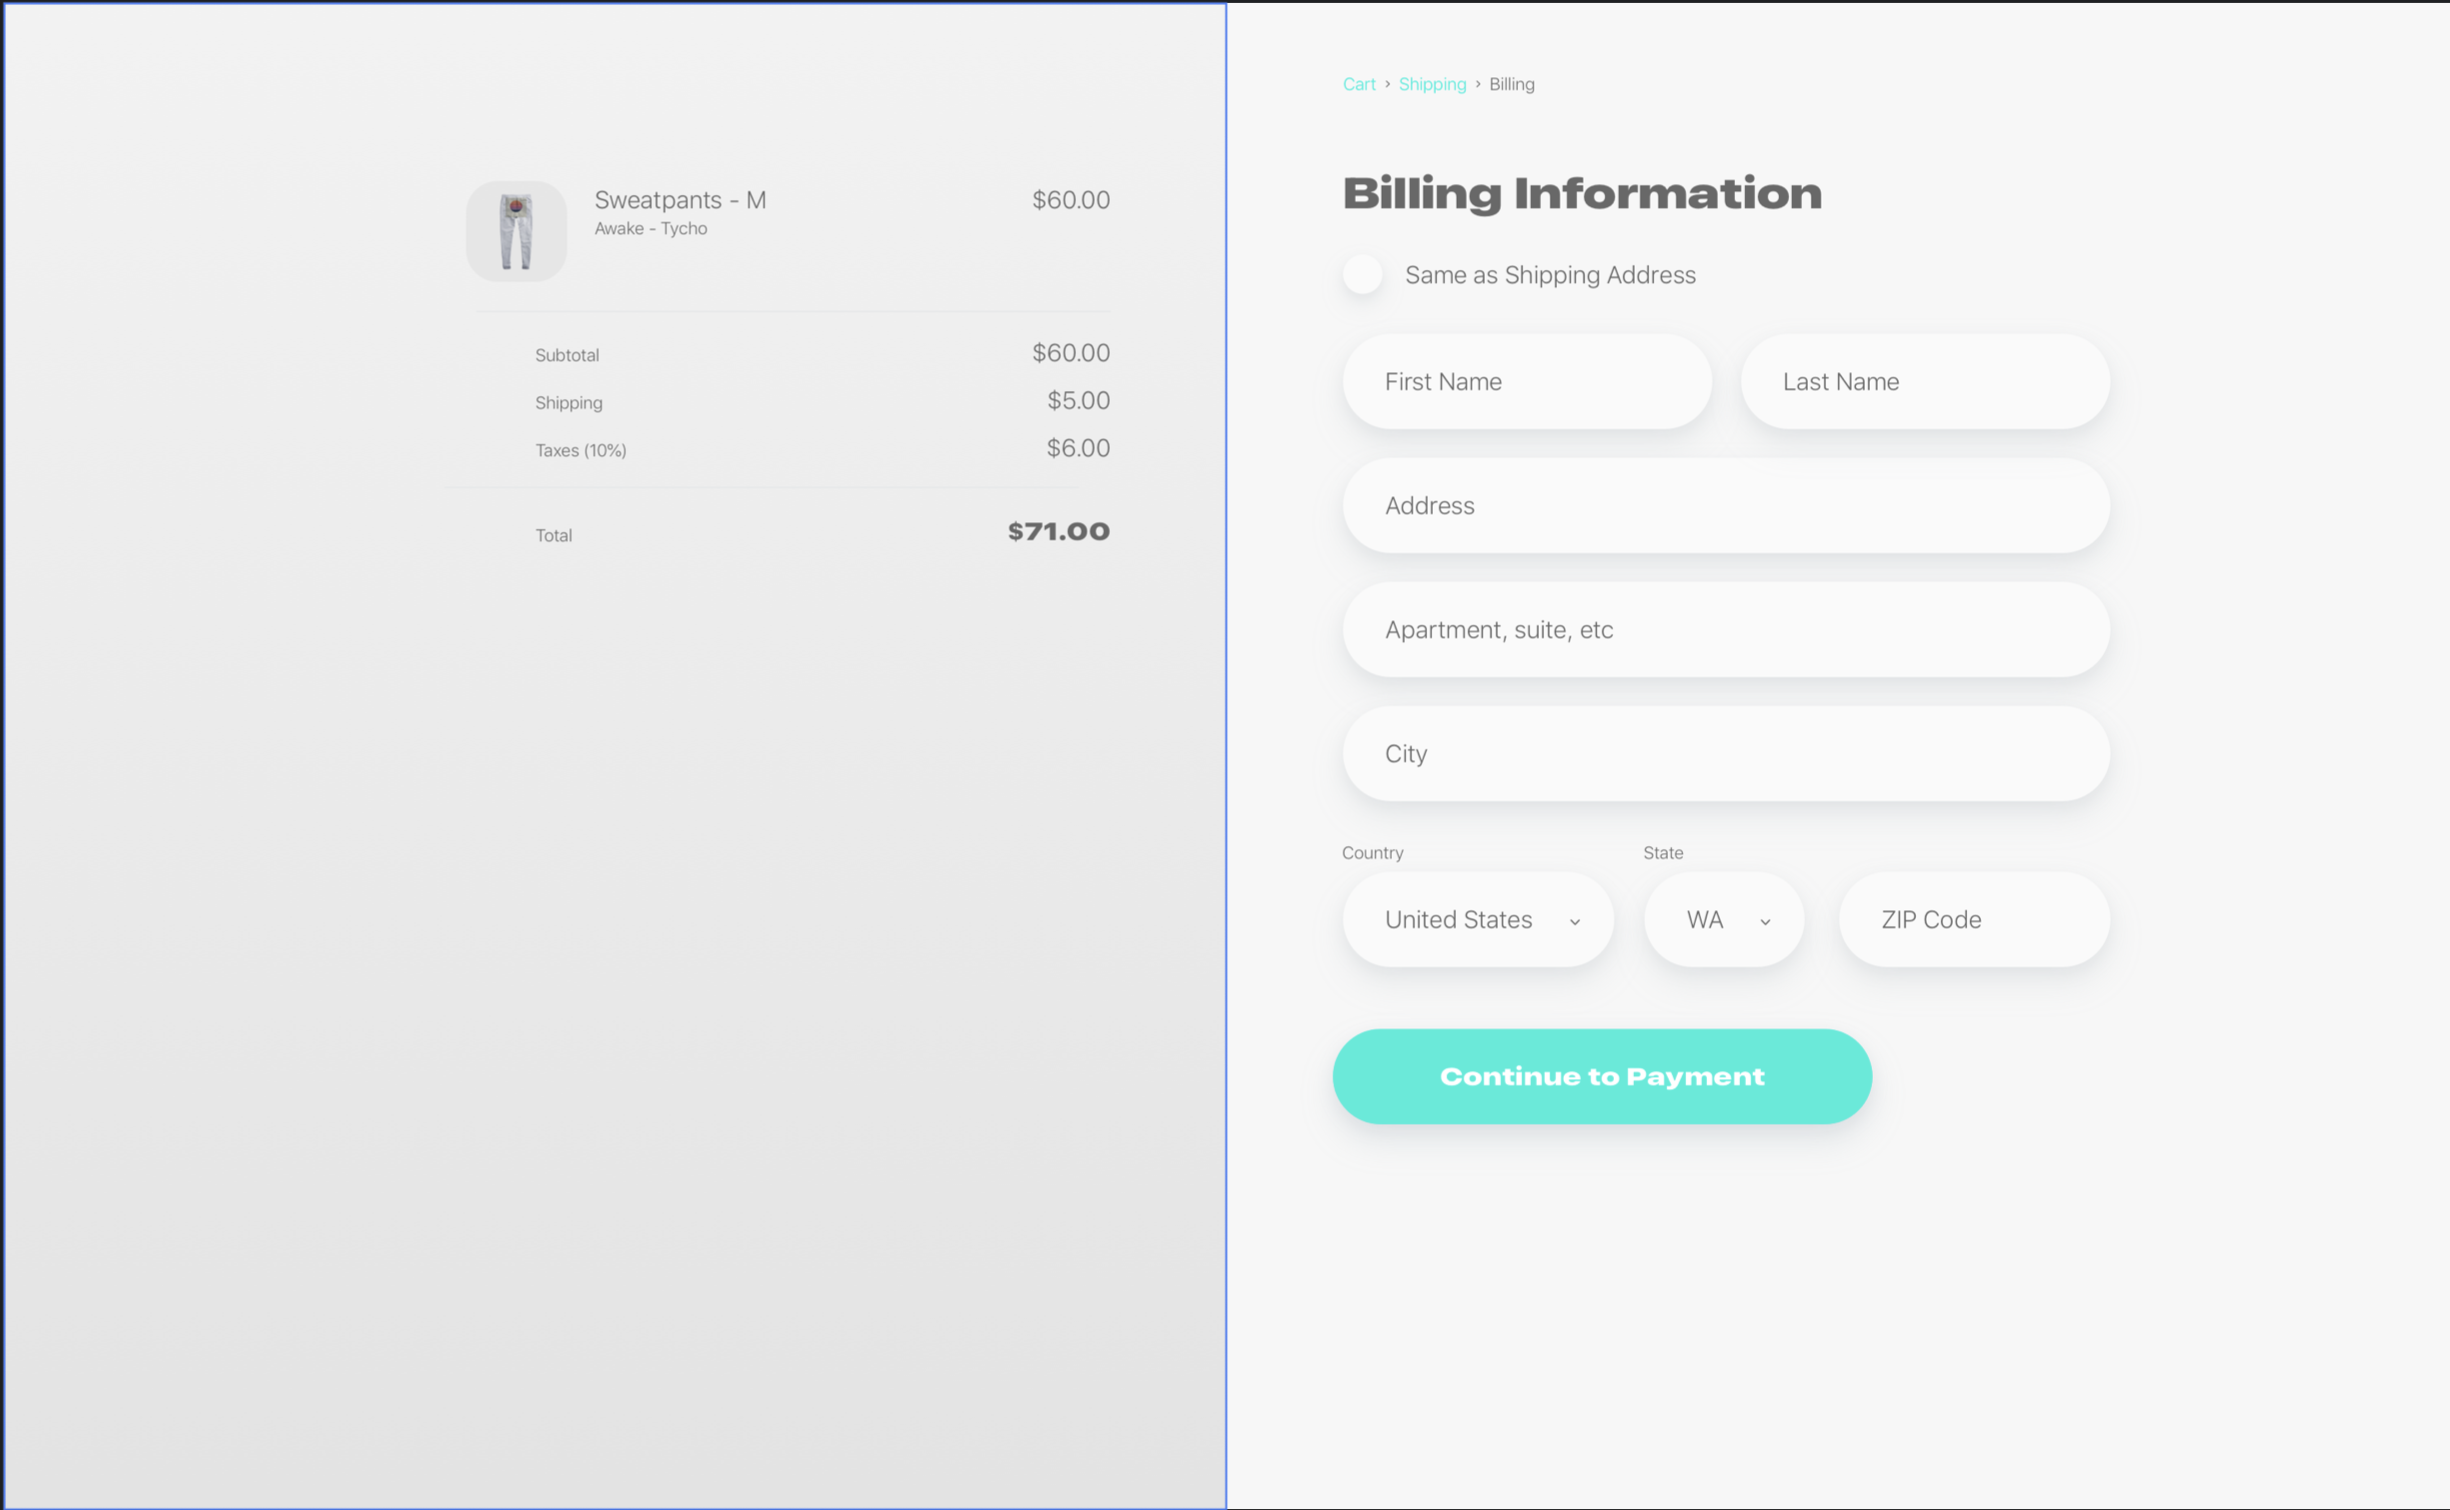 Sweatpants - M $60.00
Awake - Tycho
Subtotal $60.00
Shipping $5.00
Taxes (10%) $6.00
Total $71.00
Cart › Shipping › Billing
Billing Information
Same as Shipping Address
First Name Last Name
Address
Apartment, suite, etc
City
Country State
United States WA ZIP Code
Continue to Payment